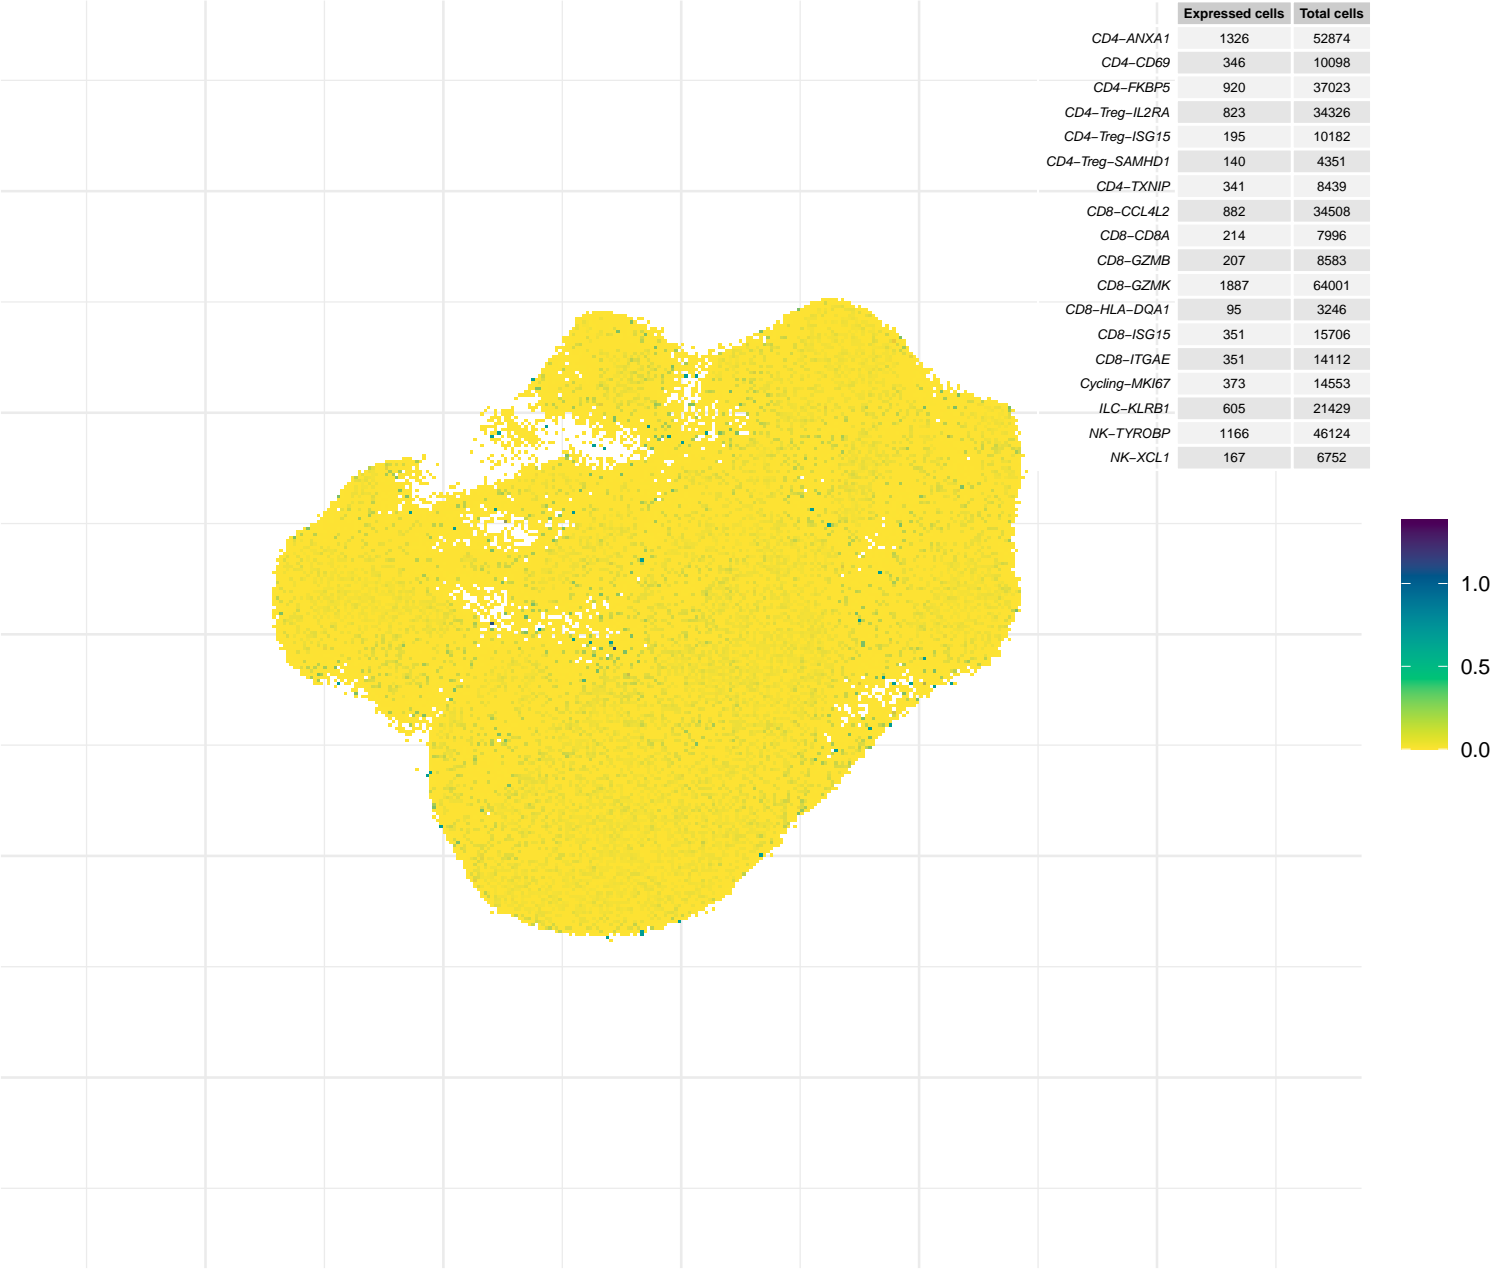 Expressed cells Total cells
CD4−ANXA1 1326 52874
CD4−CD69 346 10098
CD4−FKBP5 920 37023
CD4−Treg−IL2RA 823 34326
CD4−Treg−ISG15 195 10182
CD4−Treg−SAMHD1 140 4351
CD4−TXNIP 341 8439
CD8−CCL4L2 882 34508
CD8−CD8A 214 7996
CD8−GZMB 207 8583
CD8−GZMK 1887 64001
CD8−HLA−DQA1 95 3246
CD8−ISG15 351 15706
CD8−ITGAE 351 14112
Cycling−MKI67 373 14553
ILC−KLRB1 605 21429
NK−TYROBP 1166 46124
NK−XCL1 167 6752
1.0
0.5
0.0